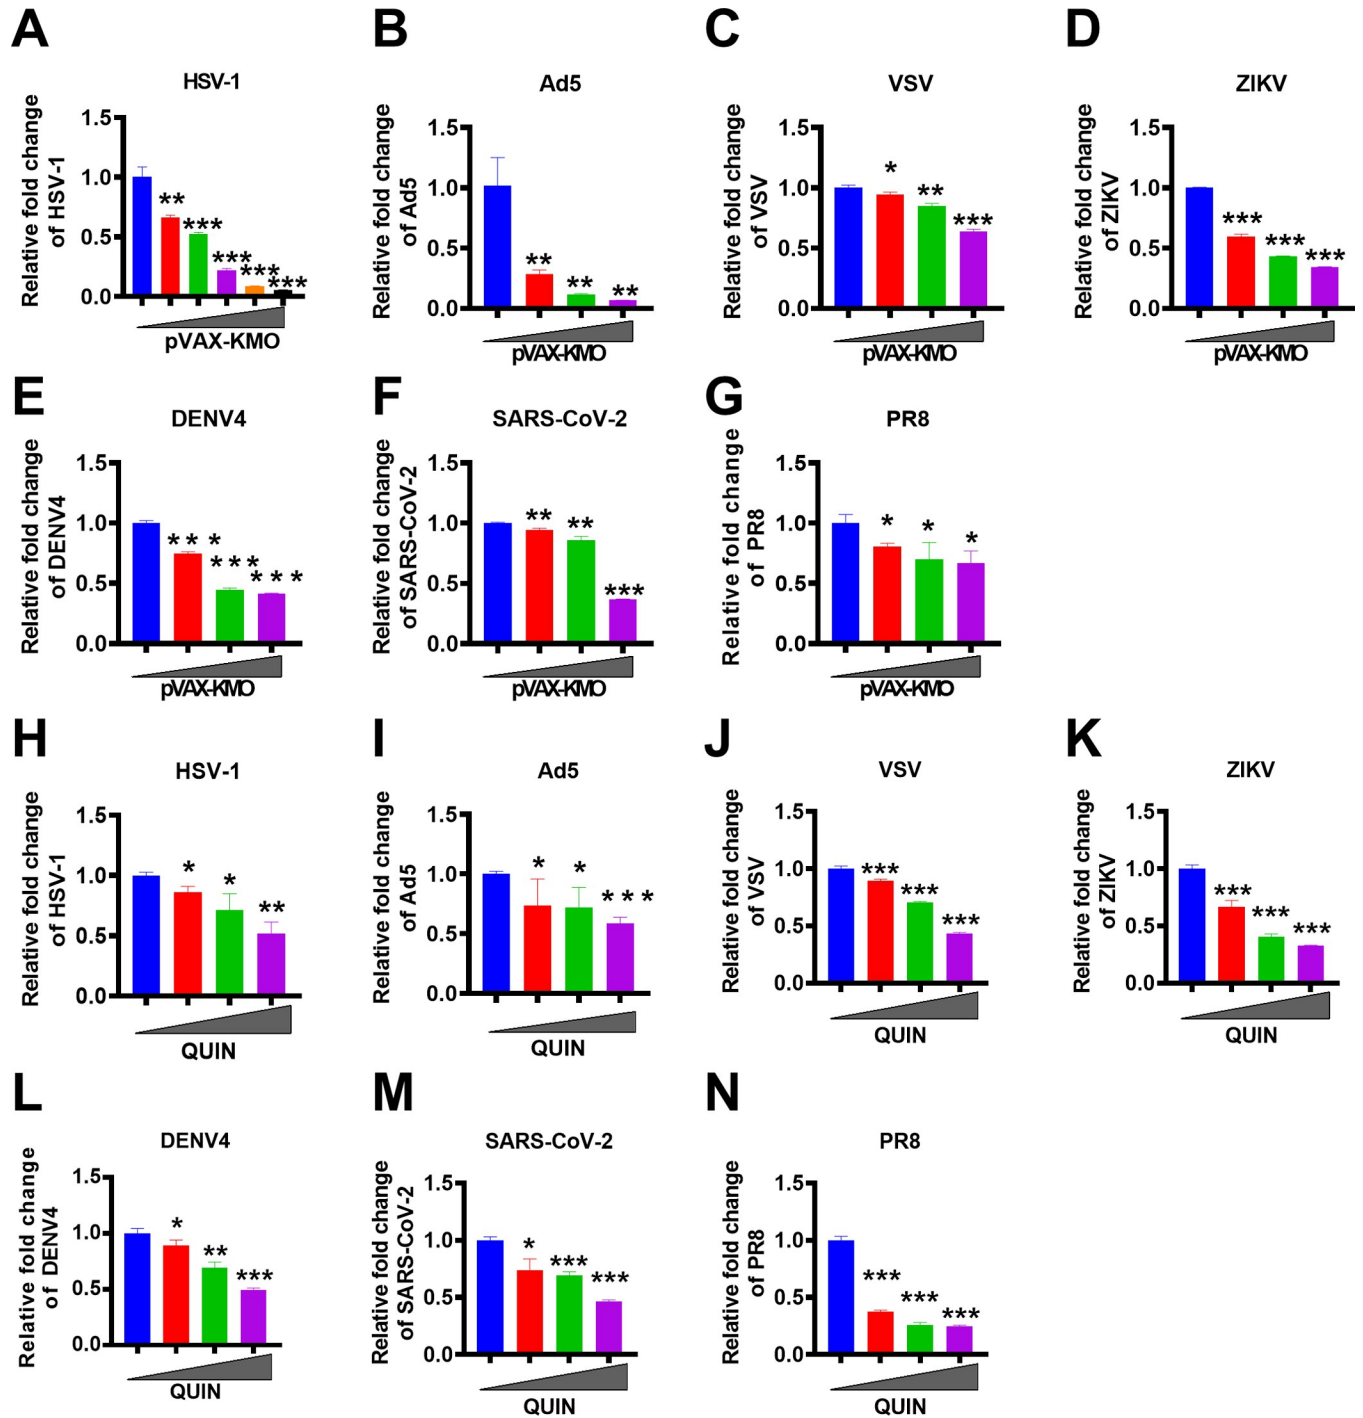 A
HSV-1
Relative fold change
of HSV-1
1.5
1.0
0.5
0.0
**
***
***
***
***
pVAX-KMO
B
Ad5
Relative fold change
of Ad5
1.5
1.0
0.5
0.0
**
**
**
pVAX-KMO
C
VSV
Relative fold change
of VSV
1.5
1.0
0.5
0.0
*
**
***
pVAX-KMO
D
ZIKV
Relative fold change
of ZIKV
1.5
1.0
0.5
0.0
***
***
***
pVAX-KMO
E
DENV4
Relative fold change
of DENV4
1.5
1.0
0.5
0.0
***
***
***
pVAX-KMO
F
SARS-CoV-2
Relative fold change
of SARS-CoV-2
1.5
1.0
0.5
0.0
**
**
***
pVAX-KMO
G
PR8
Relative fold change
of PR8
1.5
1.0
0.5
0.0
*
*
*
pVAX-KMO
H
HSV-1
Relative fold change
of HSV-1
1.5
1.0
0.5
0.0
*
*
**
QUIN
I
Ad5
Relative fold change
of Ad5
1.5
1.0
0.5
0.0
*
*
***
QUIN
J
VSV
Relative fold change
of VSV
1.5
1.0
0.5
0.0
***
***
***
QUIN
K
ZIKV
Relative fold change
of ZIKV
1.5
1.0
0.5
0.0
***
***
***
QUIN
L
DENV4
Relative fold change
of DENV4
1.5
1.0
0.5
0.0
*
**
***
QUIN
M
SARS-CoV-2
Relative fold change
of SARS-CoV-2
1.5
1.0
0.5
0.0
*
***
***
QUIN
N
PR8
Relative fold change
of PR8
1.5
1.0
0.5
0.0
***
***
***
QUIN